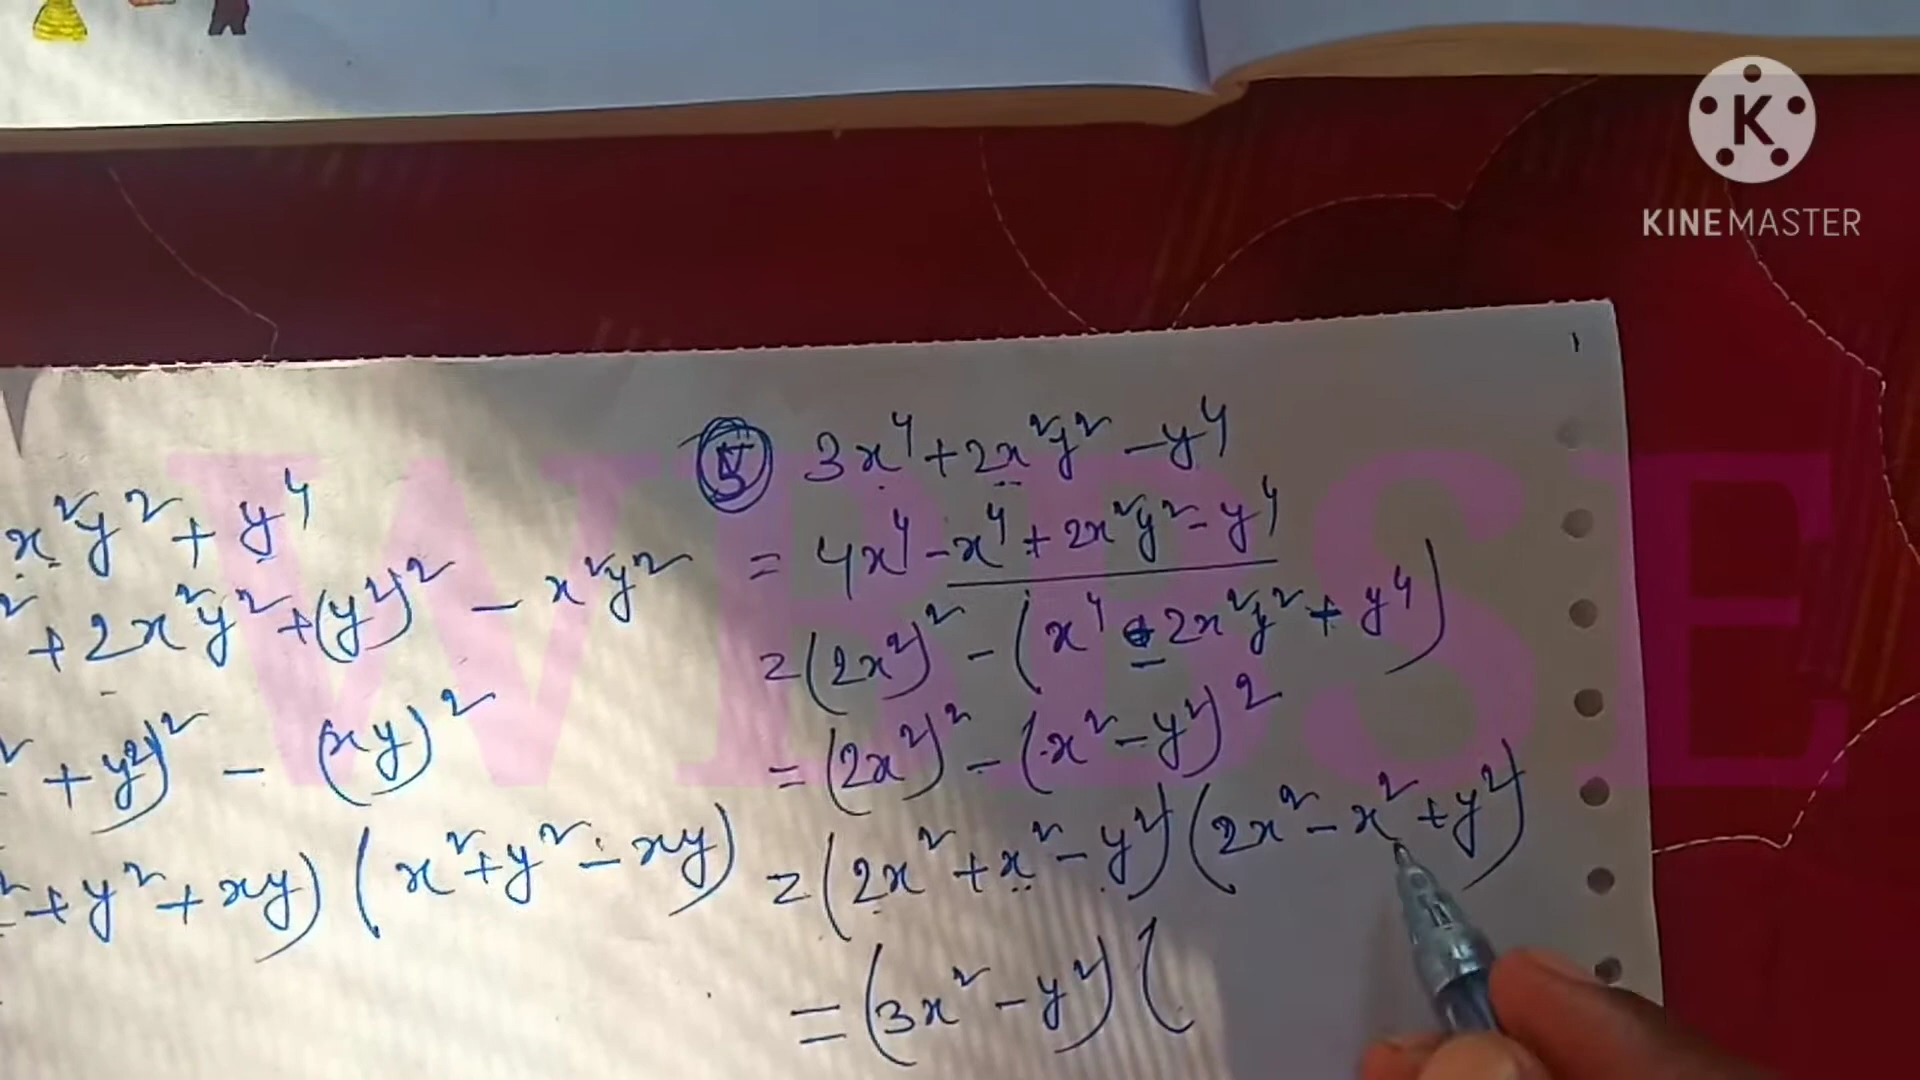 K
KINEMASTER
x²y² + y⁴
+ 2x²y² + (y²)² - x²y²
+ y²)² - (xy)²
+ y² + xy) (x² + y² - xy)
5 3x⁴ + 2x²y² - y⁴
= 4x⁴ - x⁴ + 2x²y² - y⁴
= (2x²)² - (x⁴ - 2x²y² + y⁴)
= (2x²)² - (x² - y²)²
= (2x² + x² - y²) (2x² - x² + y²)
= (3x² - y²) (
WBBSE